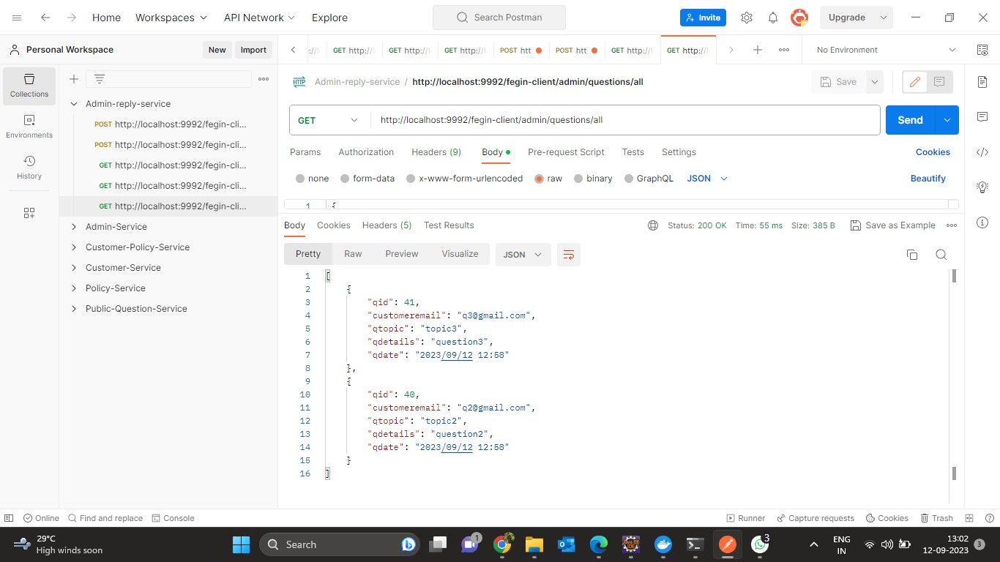 Home Workspaces API Network Explore Search Postman Invite Upgrade
Personal Workspace New Import
GET http://l GET http://l GET http://l POST htt POST htt GET http://l GET http://l No Environment
Collections
Environments
History
Admin-reply-service
POST http://localhost:9992/fegin-cli...
POST http://localhost:9992/fegin-cli...
GET http://localhost:9992/fegin-cli...
GET http://localhost:9992/fegin-cli...
GET http://localhost:9992/fegin-cli...
Admin-Service
Customer-Policy-Service
Customer-Service
Policy-Service
Public-Question-Service
HTTP Admin-reply-service / http://localhost:9992/fegin-client/admin/questions/all Save
GET http://localhost:9992/fegin-client/admin/questions/all Send
Params Authorization Headers (9) Body Pre-request Script Tests Settings Cookies
none form-data x-www-form-urlencoded raw binary GraphQL JSON Beautify
1 {
Body Cookies Headers (5) Test Results Status: 200 OK Time: 55 ms Size: 385 B Save as Example
Pretty Raw Preview Visualize JSON
1 [
2 {
3 "qid": 41,
4 "customeremail": "q3@gmail.com",
5 "qtopic": "topic3",
6 "qdetails": "question3",
7 "qdate": "2023/09/12 12:58"
8 },
9 {
10 "qid": 40,
11 "customeremail": "q2@gmail.com",
12 "qtopic": "topic2",
13 "qdetails": "question2",
14 "qdate": "2023/09/12 12:58"
15 }
16 ]
Online Find and replace Console Runner Capture requests Cookies Trash
29°C
High winds soon
Search
1
3
ENG
IN
13:02
12-09-2023
3